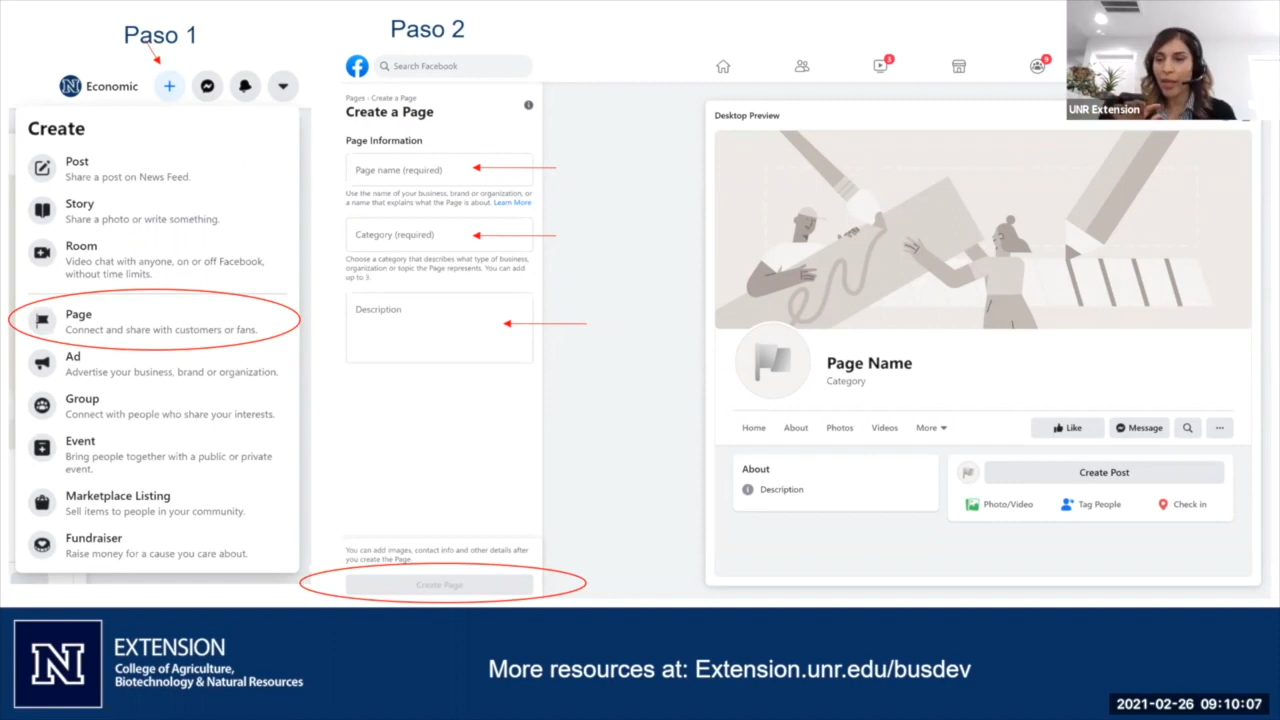 Paso 1
Economic
Create
Post
Share a post on News Feed.
Story
Share a photo or write something.
Room
Video chat with anyone, on or off Facebook,
without time limits.
Page
Connect and share with customers or fans.
Ad
Advertise your business, brand or organization.
Group
Connect with people who share your interests.
Event
Bring people together with a public or private
event.
Marketplace Listing
Sell items to people in your community.
Fundraiser
Raise money for a cause you care about.
Paso 2
Search Facebook
3
9
Pages › Create a Page
Create a Page
Page Information
Page name (required)
Use the name of your business, brand or organization, or
a name that explains what the Page is about. Learn More
Category (required)
Choose a category that describes what type of business,
organization or topic the Page represents. You can add
up to 3.
Description
You can add images, contact info and other details after
you create the Page.
Create Page
UNR Extension
Desktop Preview
Page Name
Category
Home About Photos Videos More Like Message
About
Description
Create Post
Photo/Video Tag People Check in
N
EXTENSION
College of Agriculture,
Biotechnology & Natural Resources
More resources at: Extension.unr.edu/busdev
2021-02-26 09:10:07